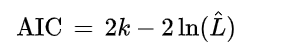 AIC = 2k − 2 ln(L̂)